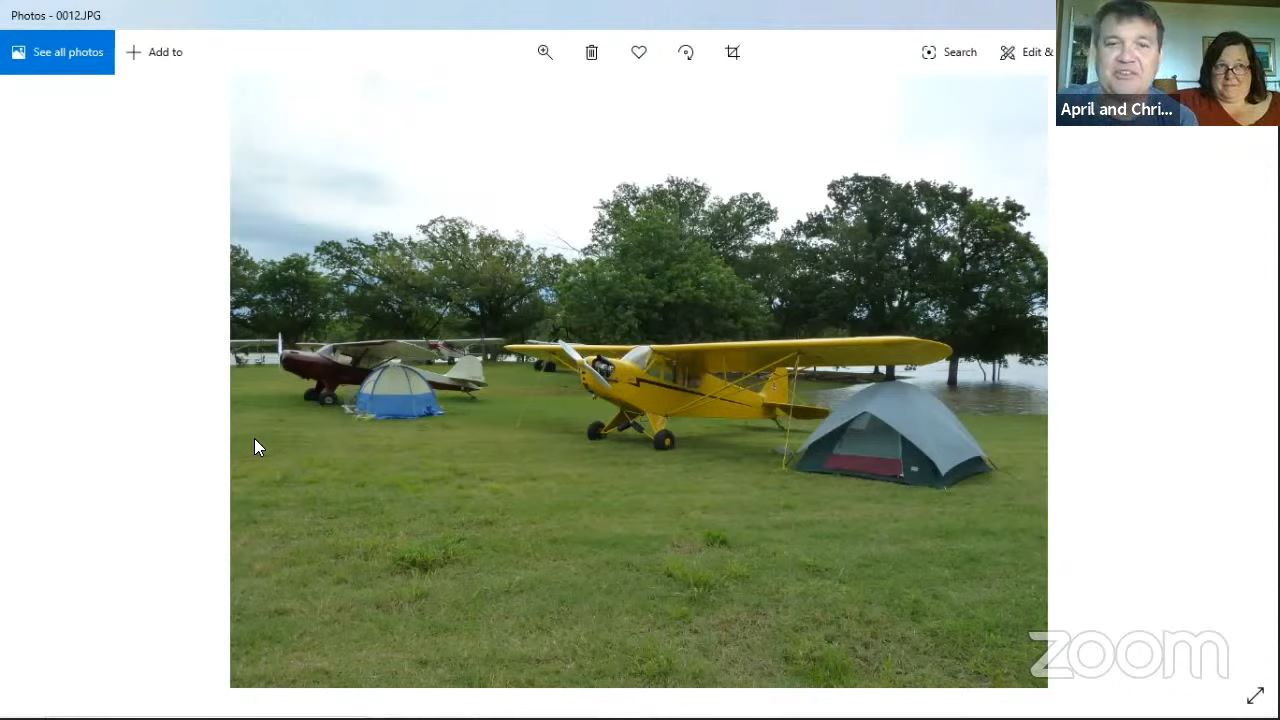 Photos - 0012.JPG
See all photos
Add to
Search
Edit &
April and Chri...
zoom